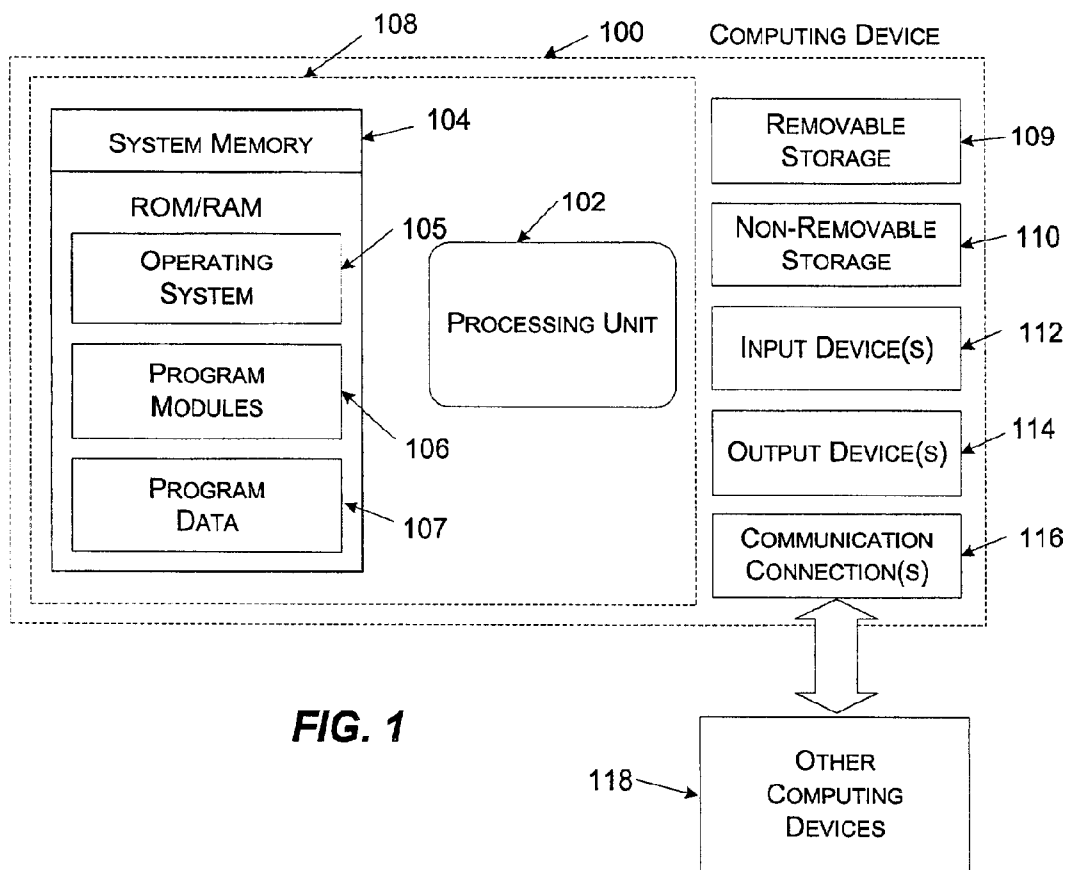 108
100
COMPUTING DEVICE
SYSTEM MEMORY
104
ROM/RAM
OPERATING
SYSTEM
105
PROGRAM
MODULES
106
PROGRAM
DATA
107
102
PROCESSING UNIT
REMOVABLE
STORAGE
109
NON-REMOVABLE
STORAGE
110
INPUT DEVICE(S)
112
OUTPUT DEVICE(S)
114
COMMUNICATION
CONNECTION(S)
116
FIG. 1
118
OTHER
COMPUTING
DEVICES